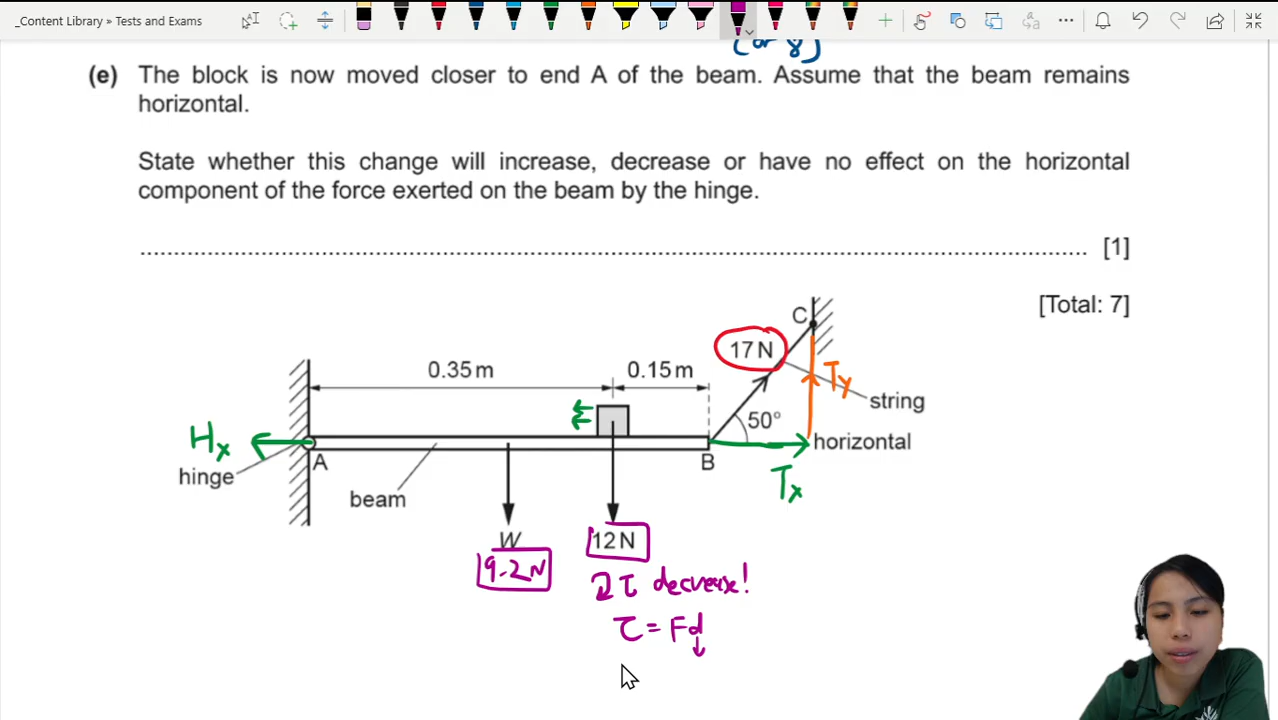 _Content Library » Tests and Exams
(or 8)
(e) The block is now moved closer to end A of the beam. Assume that the beam remains
horizontal.
State whether this change will increase, decrease or have no effect on the horizontal
component of the force exerted on the beam by the hinge.
................................................................................................................................................ [1]
[Total: 7]
C
17 N
0.35 m
0.15 m
Ty
string
50°
Hx
horizontal
hinge
A
B
Tx
beam
W
12 N
9.2N
τ decrease!
τ = Fd